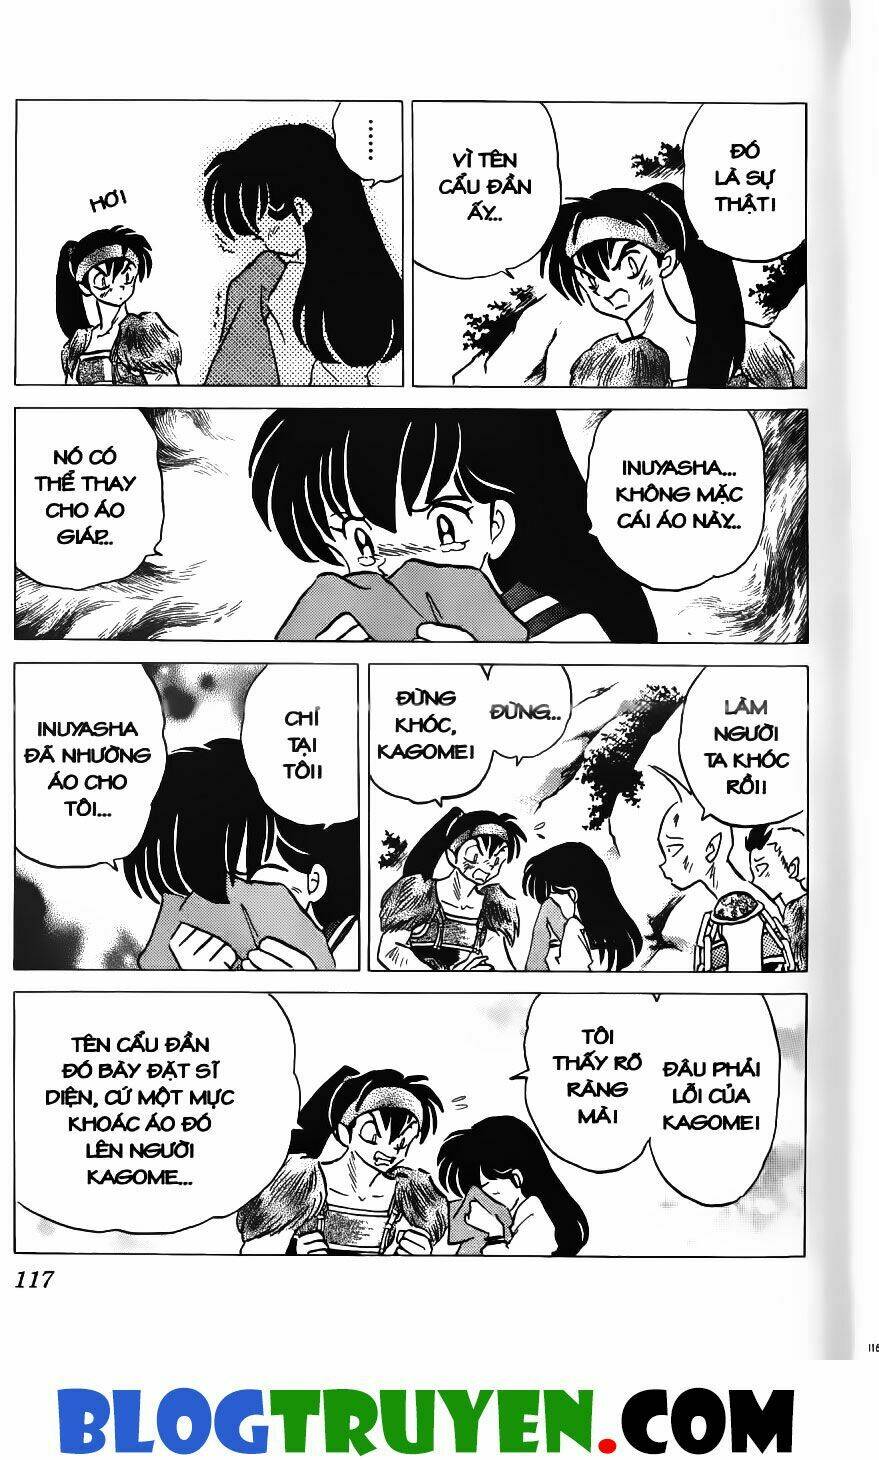 ĐÓ
LÀ SỰ
THẬT!
VÌ TÊN
CẨU ĐẦN
ẤY...
.......
HƠ!
INUYASHA...
KHÔNG MẶC
CÁI ÁO NÀY...
NÓ CÓ
THỂ THAY
CHO ÁO
GIÁP...
LÀM
NGƯỜI
TA KHÓC
RỒI!
ĐỪNG...
ĐỪNG
KHÓC,
KAGOME!
CHỈ
TẠI
TÔI!
INUYASHA
ĐÃ NHƯỜNG
ÁO CHO
TÔI...
ĐÂU PHẢI
LỖI CỦA
KAGOME!
TÔI
THẤY RÕ
RÀNG
MÀ!
TÊN CẨU ĐẦN
ĐÓ BÀY ĐẶT SĨ
DIỆN, CỨ MỘT MỰC
KHOÁC ÁO ĐÓ
LÊN NGƯỜI
KAGOME...
117
116
BLOGTRUYEN.COM